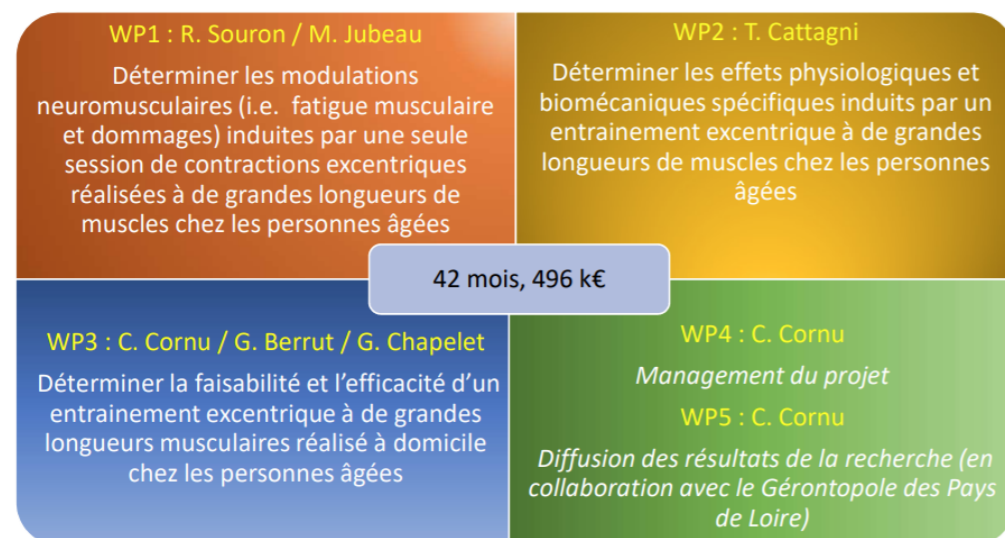 WP1 : R. Souron / M. Jubeau
Déterminer les modulations
neuromusculaires (i.e. fatigue musculaire
et dommages) induites par une seule
session de contractions excentriques
réalisées à de grandes longueurs de
muscles chez les personnes âgées
WP2 : T. Cattagni
Déterminer les effets physiologiques et
biomécaniques spécifiques induits par un
entrainement excentrique à de grandes
longueurs de muscles chez les personnes
âgées
42 mois, 496 k€
WP3 : C. Cornu / G. Berrut / G. Chapelet
Déterminer la faisabilité et l’efficacité d’un
entrainement excentrique à de grandes
longueurs musculaires réalisé à domicile
chez les personnes âgées
WP4 : C. Cornu
Management du projet
WP5 : C. Cornu
Diffusion des résultats de la recherche (en
collaboration avec le Gérontopole des Pays
de Loire)